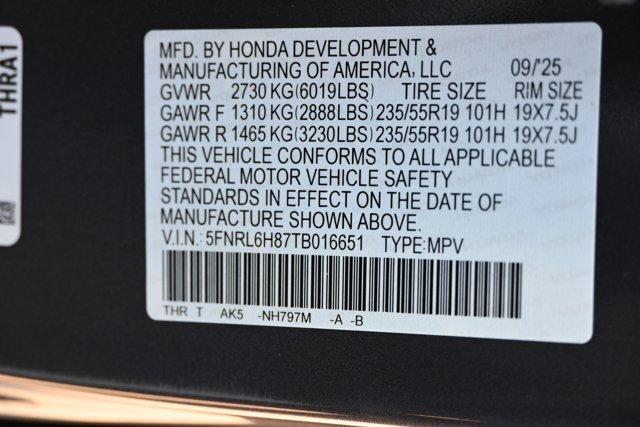 THRA1
MFD. BY HONDA DEVELOPMENT &
MANUFACTURING OF AMERICA, LLC 09/'25
GVWR 2730 KG(6019LBS) TIRE SIZE RIM SIZE
GAWR F 1310 KG(2888LBS) 235/55R19 101H 19X7.5J
GAWR R 1465 KG(3230LBS) 235/55R19 101H 19X7.5J
THIS VEHICLE CONFORMS TO ALL APPLICABLE
FEDERAL MOTOR VEHICLE SAFETY
STANDARDS IN EFFECT ON THE DATE OF
MANUFACTURE SHOWN ABOVE.
V.I.N.: 5FNRL6H87TB016651 TYPE:MPV
THR T AK5 -NH797M -A -B